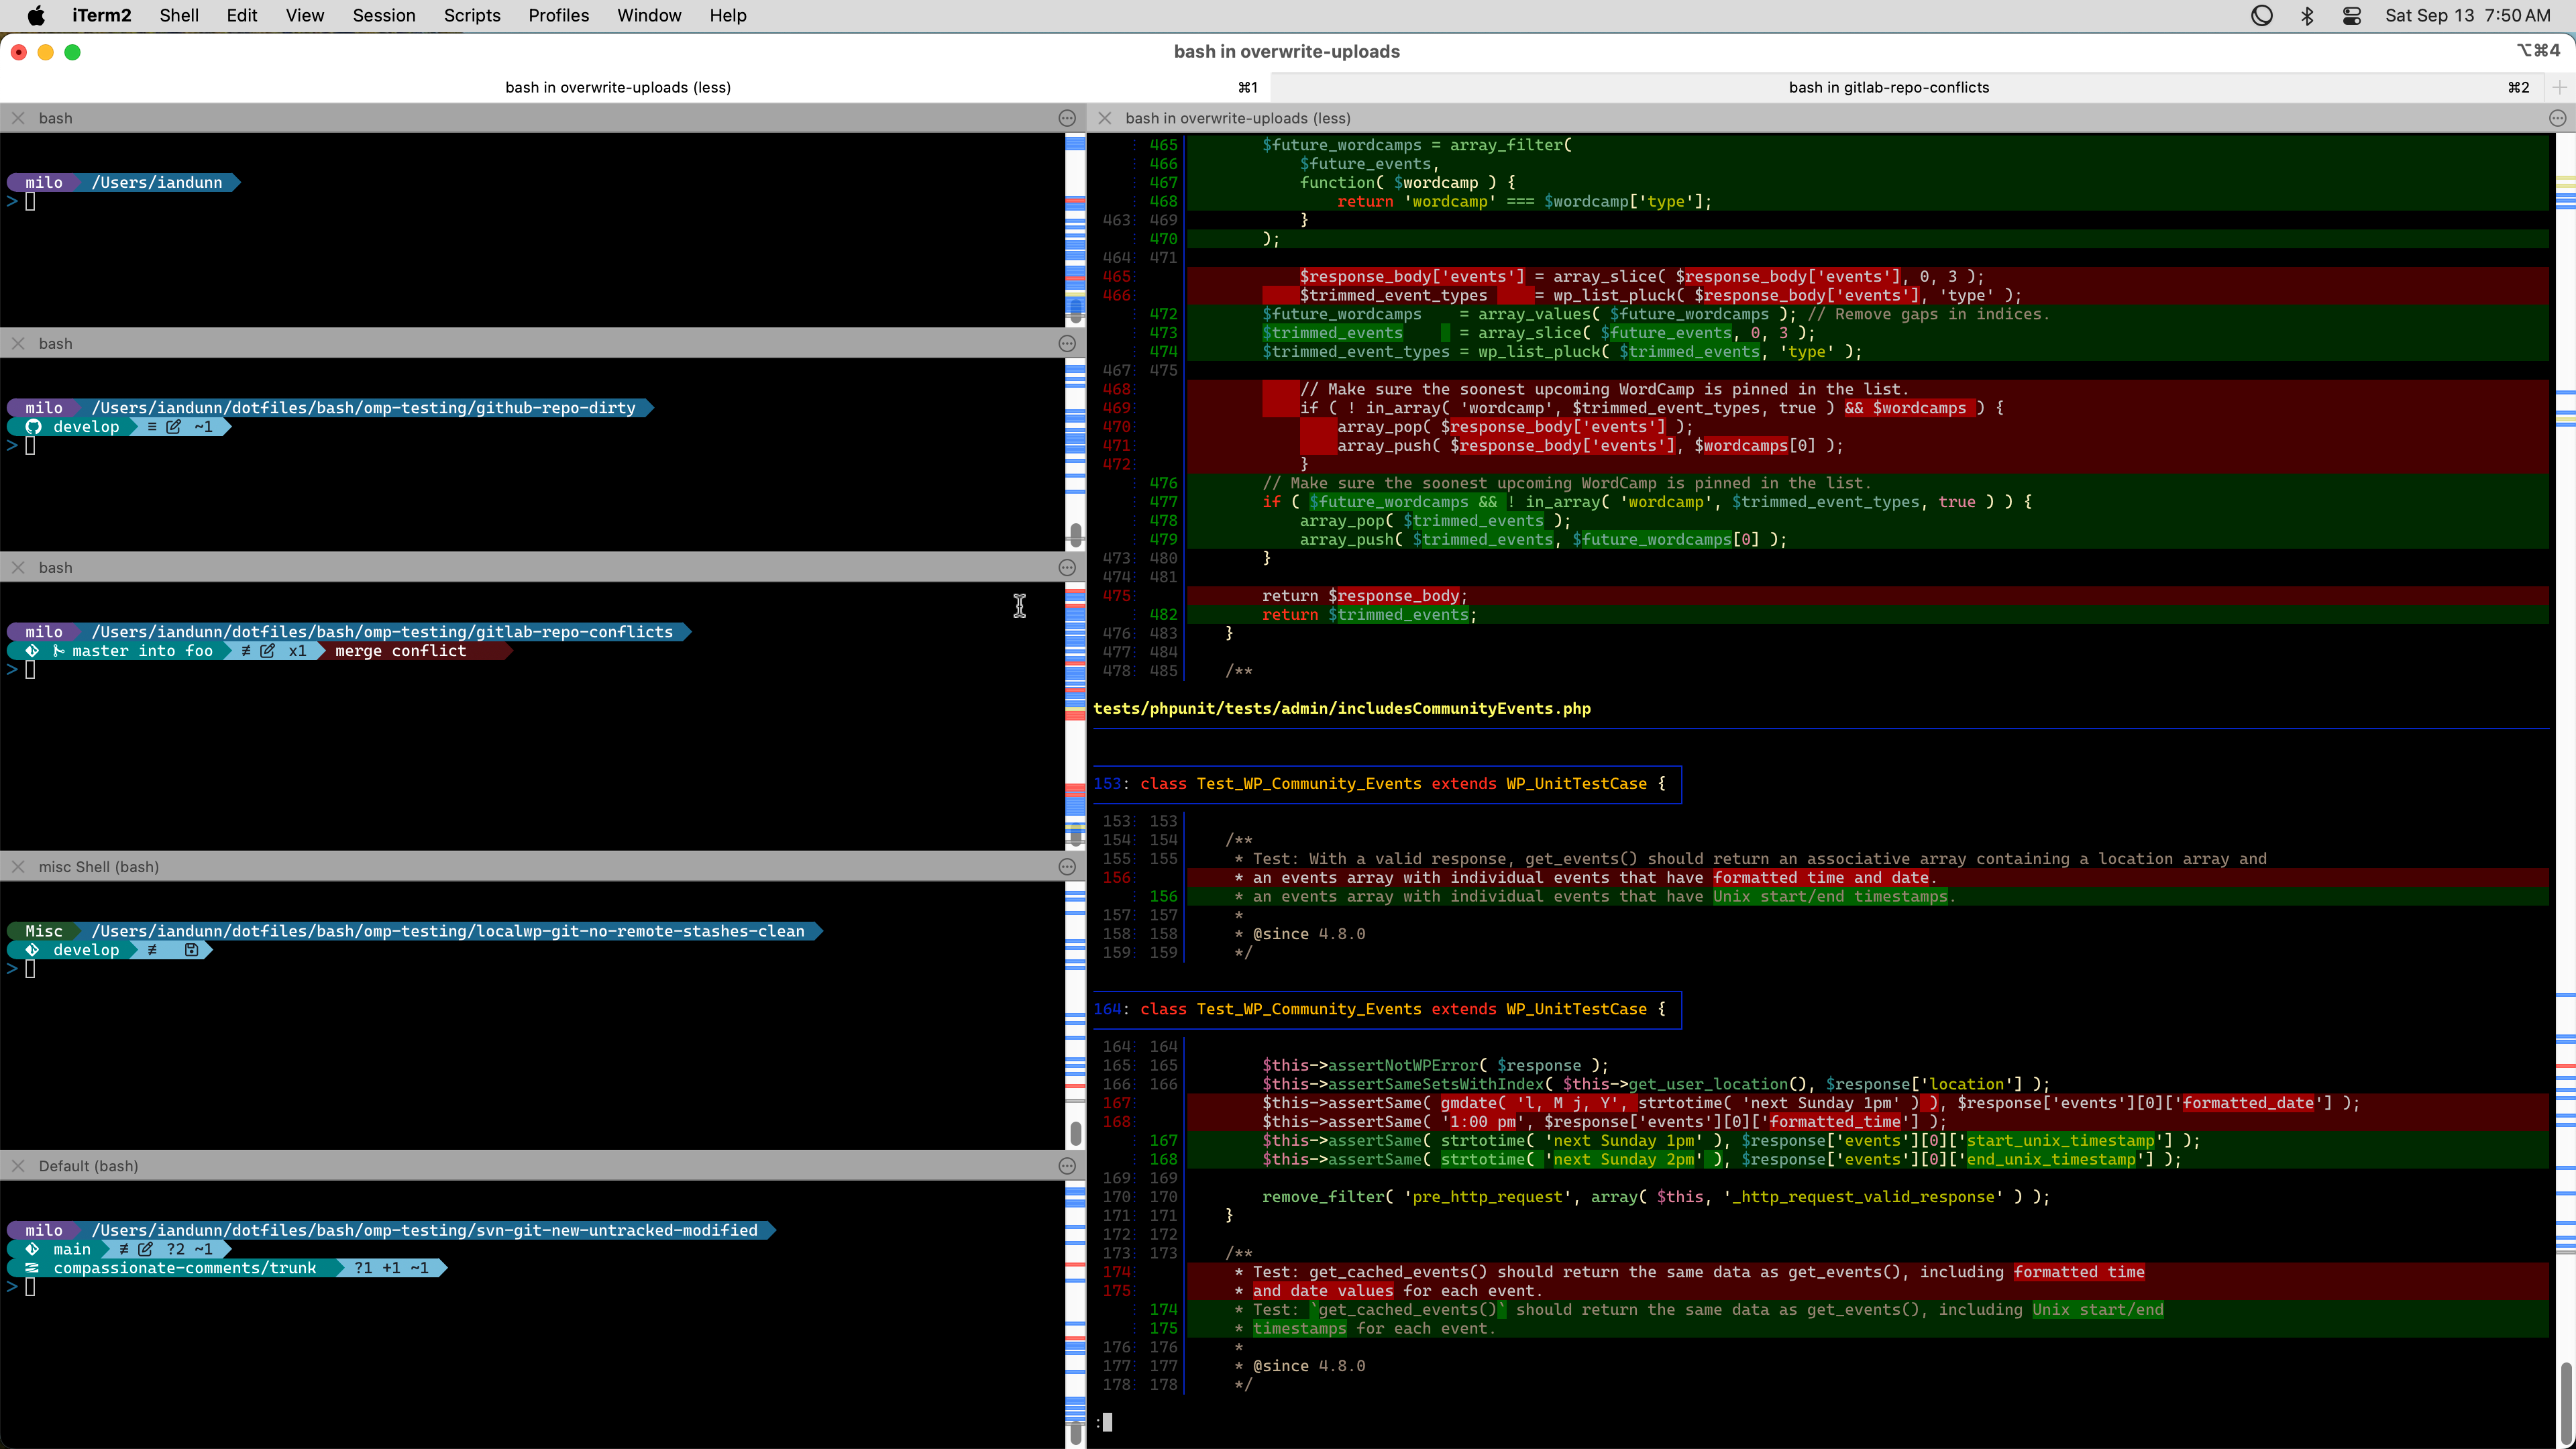 iTerm2 Shell Edit View Session Scripts Profiles Window Help Sat Sep 13 7:50 AM
bash in overwrite-uploads ⌥⌘4
bash in overwrite-uploads (less) ⌘1 bash in gitlab-repo-conflicts ⌘2
bash
milo /Users/iandunn
>
bash
milo /Users/iandunn/dotfiles/bash/omp-testing/github-repo-dirty
develop ≡ ~1
>
bash
milo /Users/iandunn/dotfiles/bash/omp-testing/gitlab-repo-conflicts
master into foo ≢ x1 merge conflict
>
misc Shell (bash)
Misc /Users/iandunn/dotfiles/bash/omp-testing/localwp-git-no-remote-stashes-clean
develop ≢
>
Default (bash)
milo /Users/iandunn/dotfiles/bash/omp-testing/svn-git-new-untracked-modified
main ≢ ?2 ~1
compassionate-comments/trunk ?1 +1 ~1
>
bash in overwrite-uploads (less)
465 $future_wordcamps = array_filter(
466 $future_events,
467 function( $wordcamp ) {
468 return 'wordcamp' === $wordcamp['type'];
463 469 }
470 );
464 471
465 $response_body['events'] = array_slice( $response_body['events'], 0, 3 );
466 $trimmed_event_types = wp_list_pluck( $response_body['events'], 'type' );
472 $future_wordcamps = array_values( $future_wordcamps ); // Remove gaps in indices.
473 $trimmed_events = array_slice( $future_events, 0, 3 );
474 $trimmed_event_types = wp_list_pluck( $trimmed_events, 'type' );
467 475
468 // Make sure the soonest upcoming WordCamp is pinned in the list.
469 if ( ! in_array( 'wordcamp', $trimmed_event_types, true ) && $wordcamps ) {
470 array_pop( $response_body['events'] );
471 array_push( $response_body['events'], $wordcamps[0] );
472 }
476 // Make sure the soonest upcoming WordCamp is pinned in the list.
477 if ( $future_wordcamps && ! in_array( 'wordcamp', $trimmed_event_types, true ) ) {
478 array_pop( $trimmed_events );
479 array_push( $trimmed_events, $future_wordcamps[0] );
473 480 }
474 481
475 return $response_body;
482 return $trimmed_events;
476 483 }
477 484
478 485 /**
tests/phpunit/tests/admin/includesCommunityEvents.php
153: class Test_WP_Community_Events extends WP_UnitTestCase {
153 153
154 154 /**
155 155 * Test: With a valid response, get_events() should return an associative array containing a location array and
156 * an events array with individual events that have formatted time and date.
156 * an events array with individual events that have Unix start/end timestamps.
157 157 *
158 158 * @since 4.8.0
159 159 */
164: class Test_WP_Community_Events extends WP_UnitTestCase {
164 164
165 165 $this->assertNotWPError( $response );
166 166 $this->assertSameSetsWithIndex( $this->get_user_location(), $response['location'] );
167 $this->assertSame( gmdate( 'l, M j, Y', strtotime( 'next Sunday 1pm' ) ), $response['events'][0]['formatted_date'] );
168 $this->assertSame( '1:00 pm', $response['events'][0]['formatted_time'] );
167 $this->assertSame( strtotime( 'next Sunday 1pm' ), $response['events'][0]['start_unix_timestamp'] );
168 $this->assertSame( strtotime( 'next Sunday 2pm' ), $response['events'][0]['end_unix_timestamp'] );
169 169
170 170 remove_filter( 'pre_http_request', array( $this, '_http_request_valid_response' ) );
171 171 }
172 172
173 173 /**
174 * Test: get_cached_events() should return the same data as get_events(), including formatted time
175 * and date values for each event.
174 * Test: `get_cached_events()` should return the same data as get_events(), including Unix start/end
175 * timestamps for each event.
176 176 *
177 177 * @since 4.8.0
178 178 */
: